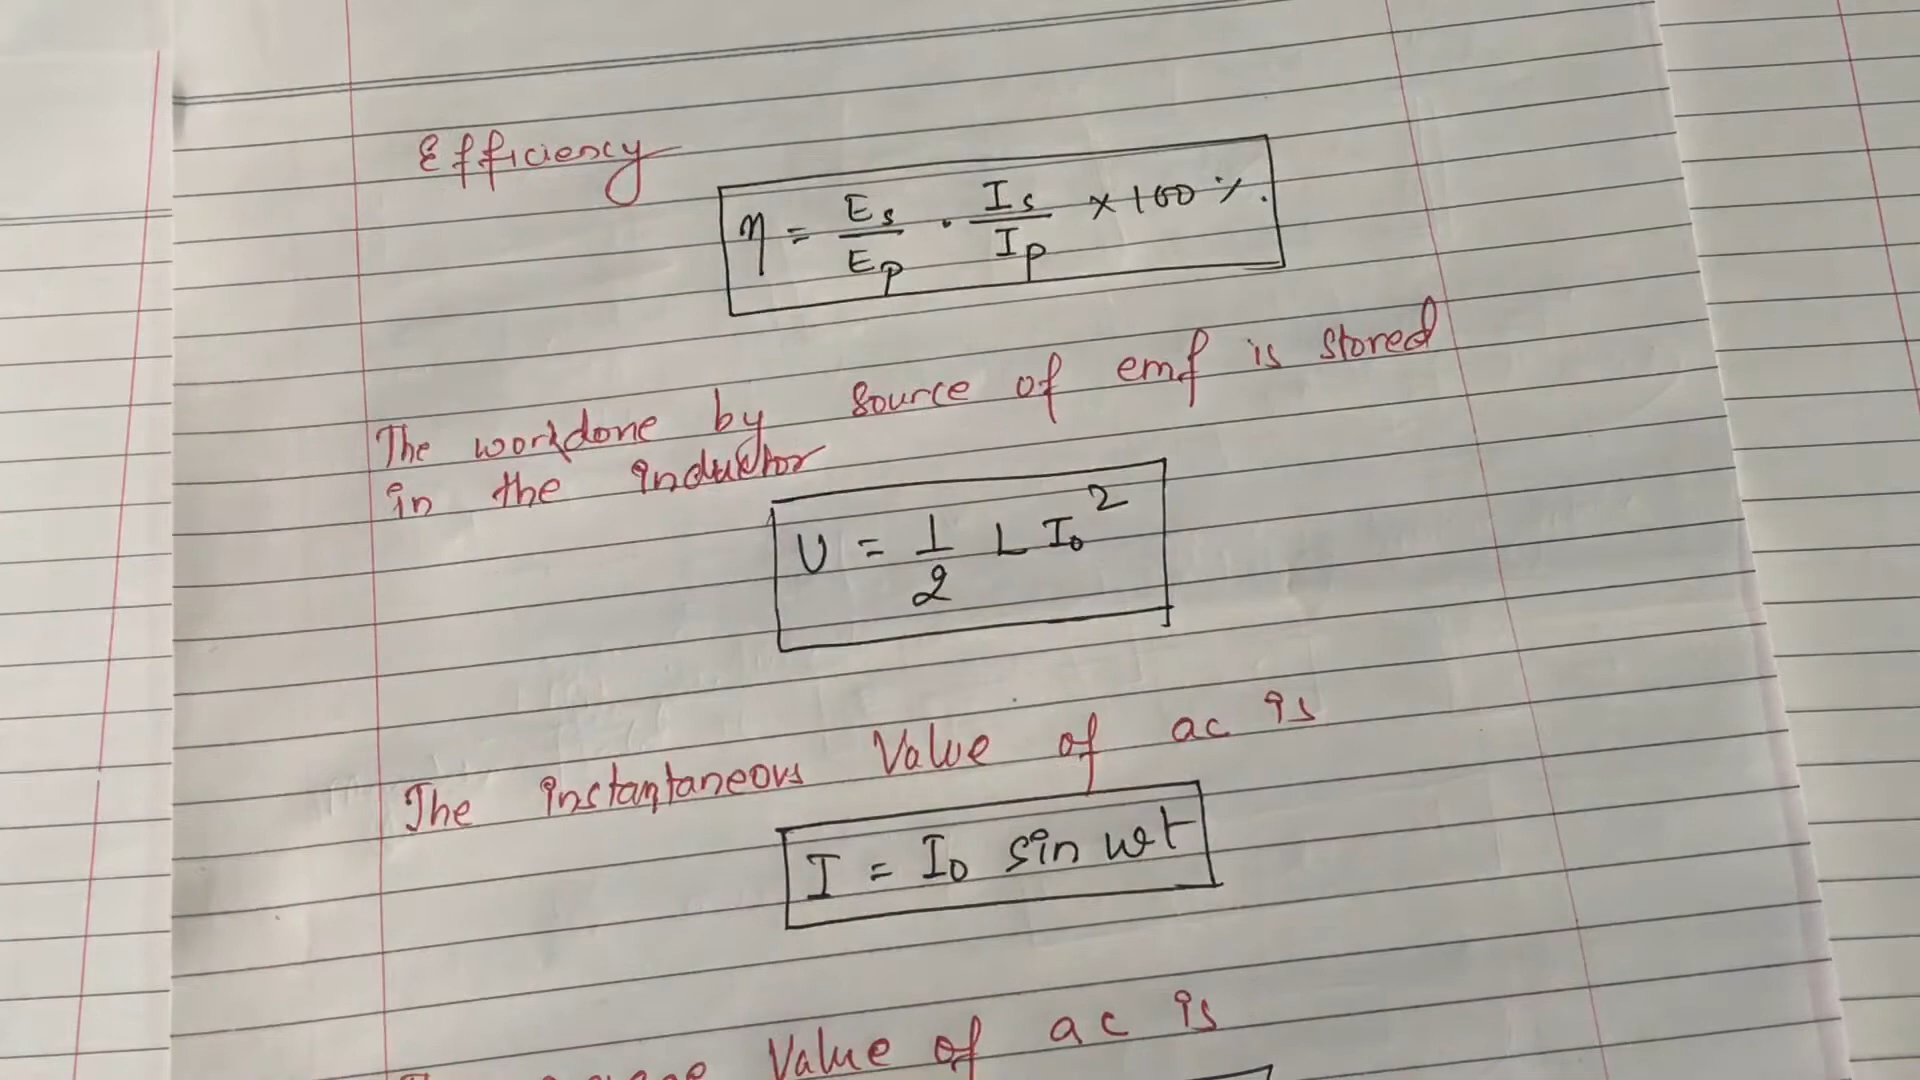 Efficiency
η = Es/Ep · Is/Ip × 100 %.
The workdone by source of emf is stored
in the inductor
U = 1/2 L I₀²
The instantaneous Value of ac is
I = I₀ sin wt
Value of ac is